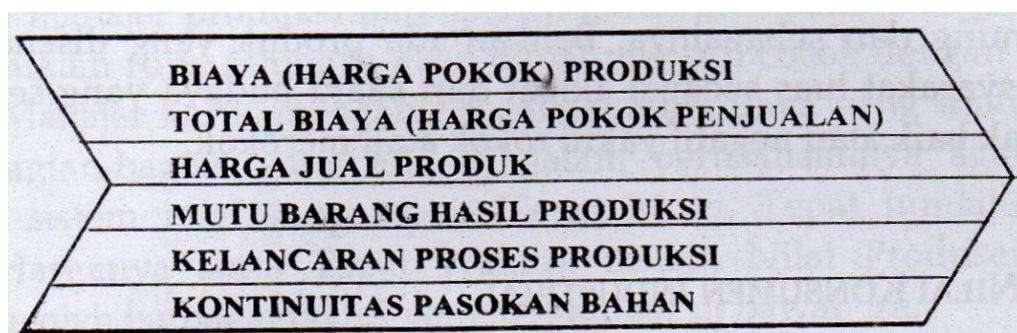 BIAYA (HARGA POKOK) PRODUKSI
TOTAL BIAYA (HARGA POKOK PENJUALAN)
HARGA JUAL PRODUK
MUTU BARANG HASIL PRODUKSI
KELANCARAN PROSES PRODUKSI
KONTINUITAS PASOKAN BAHAN